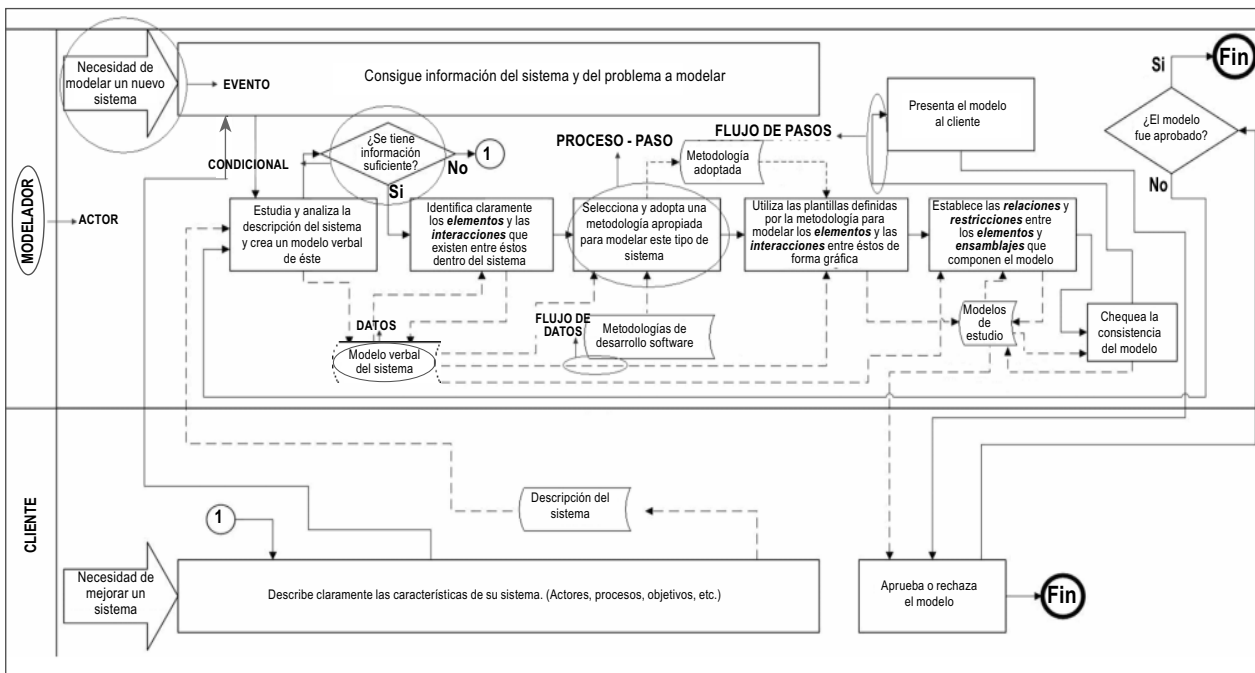 MODELADOR
ACTOR
Necesidad de
modelar un nuevo
sistema
EVENTO
Consigue información del sistema y del problema a modelar
CONDICIONAL
¿Se tiene
información
suficiente?
No
1
Si
PROCESO - PASO
FLUJO DE PASOS
Metodología
adoptada
Presenta el modelo
al cliente
Si
Fin
¿El modelo
fue aprobado?
No
Estudia y analiza la
descripción del sistema
y crea un modelo verbal
de éste
Identifica claramente
los elementos y las
interacciones que
existen entre éstos
dentro del sistema
Selecciona y adopta una
metodología apropiada
para modelar este tipo de
sistema
Utiliza las plantillas definidas
por la metodología para
modelar los elementos y las
interacciones entre éstos de
forma gráfica
Establece las relaciones y
restricciones entre
los elementos y
ensamblajes que
componen el modelo
DATOS
Modelo verbal
del sistema
FLUJO DE
DATOS
Metodologías de
desarrollo software
Modelos
de
estudio
Chequea la
consistencia
del modelo
CLIENTE
Necesidad de
mejorar un
sistema
1
Descripción del
sistema
Describe claramente las características de su sistema. (Actores, procesos, objetivos, etc.)
Aprueba o rechaza
el modelo
Fin